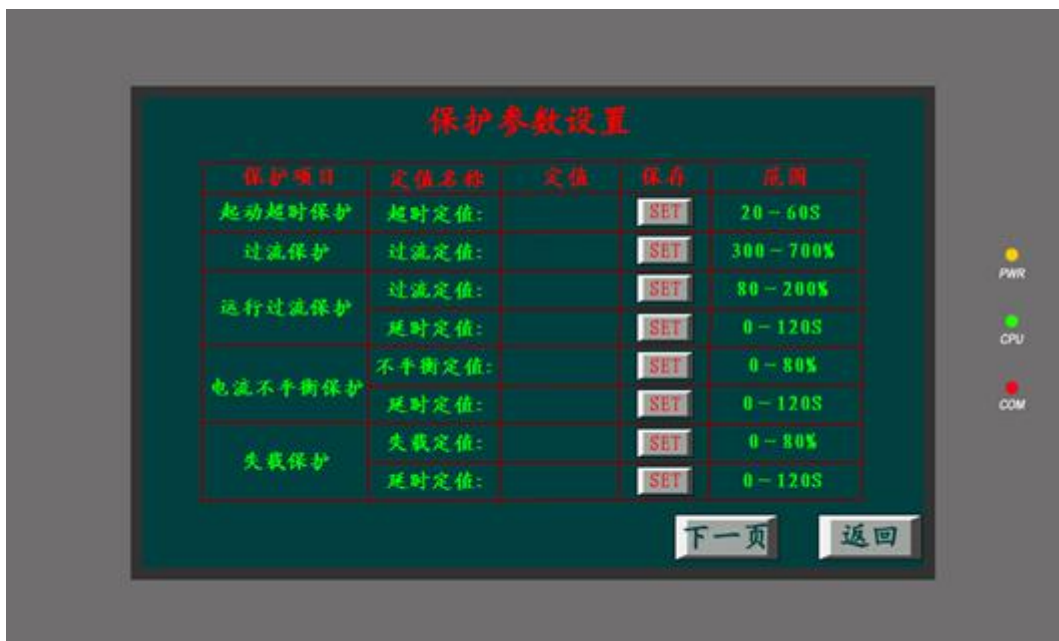 保护参数设置
保护项目 定值名称 定值 保存 范围
起动超时保护 超时定值: SET 20~60S
过流保护 过流定值: SET 300~700%
运行过流保护 过流定值: SET 80~200%
延时定值: SET 0~120S
电流不平衡保护 不平衡定值: SET 0~80%
延时定值: SET 0~120S
失载保护 失载定值: SET 0~80%
延时定值: SET 0~120S
下一页 返回
PWR
CPU
COM